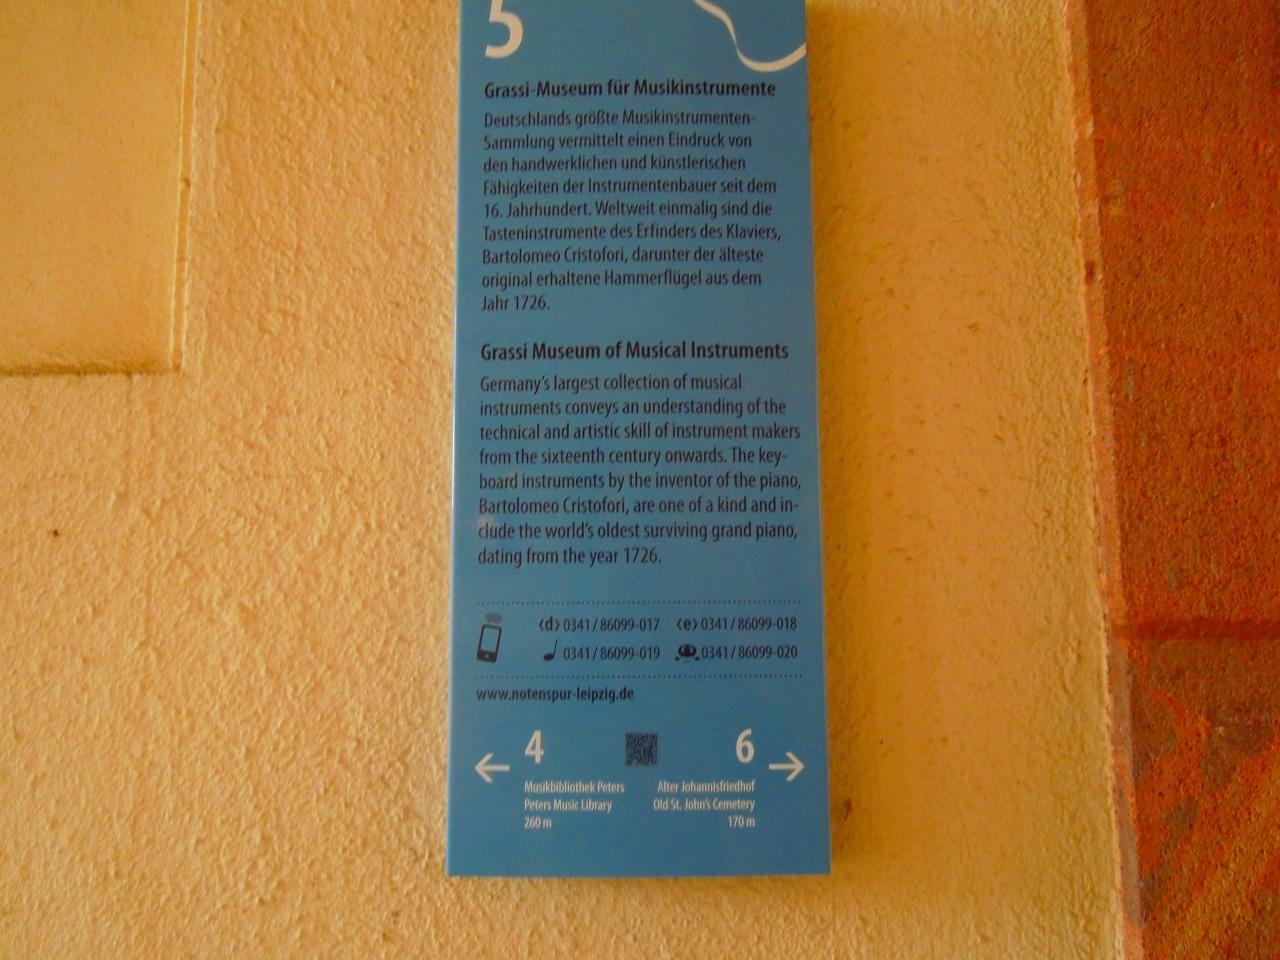 5
Grassi-Museum für Musikinstrumente
Deutschlands größte Musikinstrumenten-
Sammlung vermittelt einen Eindruck von
den handwerklichen und künstlerischen
Fähigkeiten der Instrumentenbauer seit dem
16. Jahrhundert. Weltweit einmalig sind die
Tasteninstrumente des Erfinders des Klaviers,
Bartolomeo Cristofori, darunter der älteste
original erhaltene Hammerflügel aus dem
Jahr 1726.
Grassi Museum of Musical Instruments
Germany's largest collection of musical
instruments conveys an understanding of the
technical and artistic skill of instrument makers
from the sixteenth century onwards. The key-
board instruments by the inventor of the piano,
Bartolomeo Cristofori, are one of a kind and in-
clude the world's oldest surviving grand piano,
dating from the year 1726.
<d> 0341/86099-017 <e> 0341/86099-018
0341/86099-019 0341/86099-020
www.notenspur-leipzig.de
4
Musikbibliothek Peters
Peters Music Library
260 m
6
Alter Johannisfriedhof
Old St. John's Cemetery
170 m